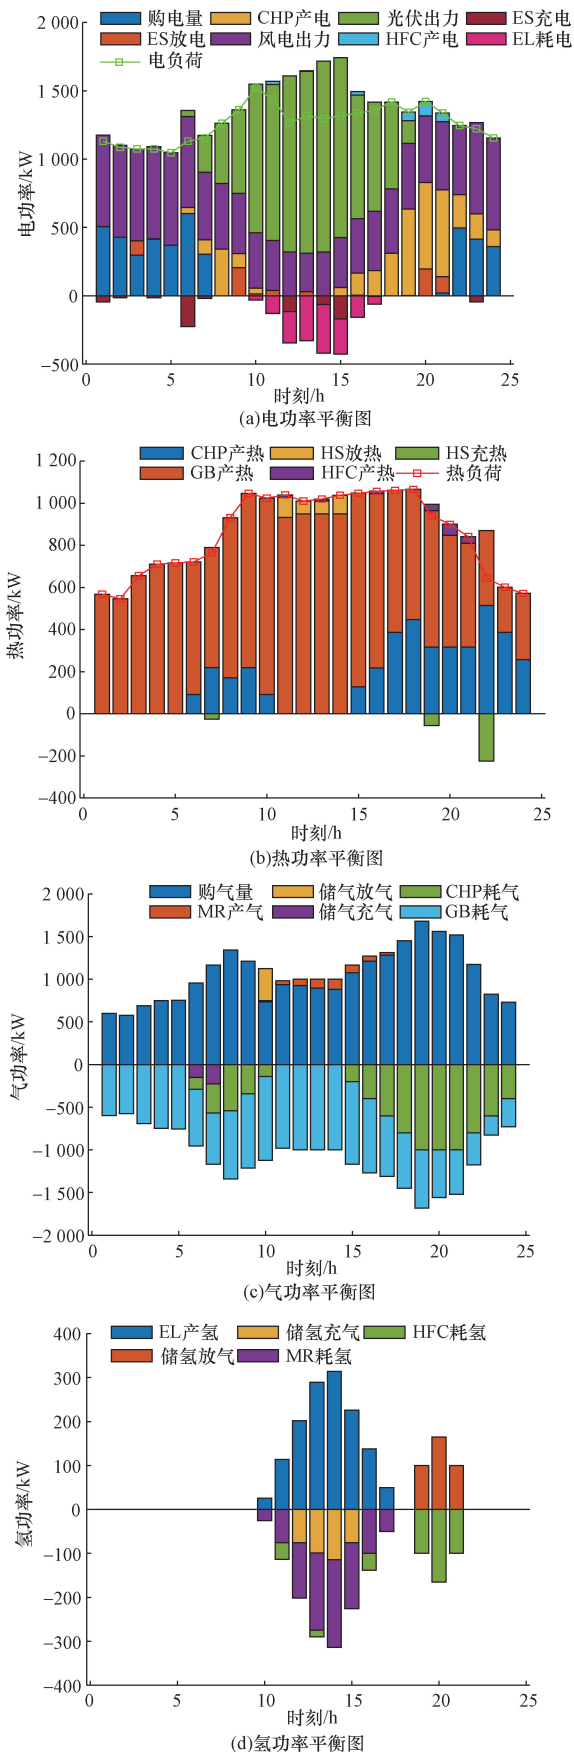 2 000
购电量 CHP产电 光伏出力 ES充电
ES放电 风电出力 HFC产电 EL耗电
电负荷
1 500
1 000
500
0
−500
电功率/kW
0 5 10 15 20 25
时刻/h
(a)电功率平衡图
1 200
CHP产热 HS放热 HS充热
GB产热 HFC产热 热负荷
1 000
800
600
400
200
0
−200
−400
热功率/kW
0 5 10 15 20 25
时刻/h
(b)热功率平衡图
2 000
购气量 储气放气 CHP耗气
MR产气 储气充气 GB耗气
1 500
1 000
500
0
−500
−1 000
−1 500
−2 000
气功率/kW
0 5 10 15 20 25
时刻/h
(c)气功率平衡图
400
EL产氢 储氢充气 HFC耗氢
储氢放气 MR耗氢
300
200
100
0
−100
−200
−300
−400
氢功率/kW
0 5 10 15 20 25
时刻/h
(d)氢功率平衡图